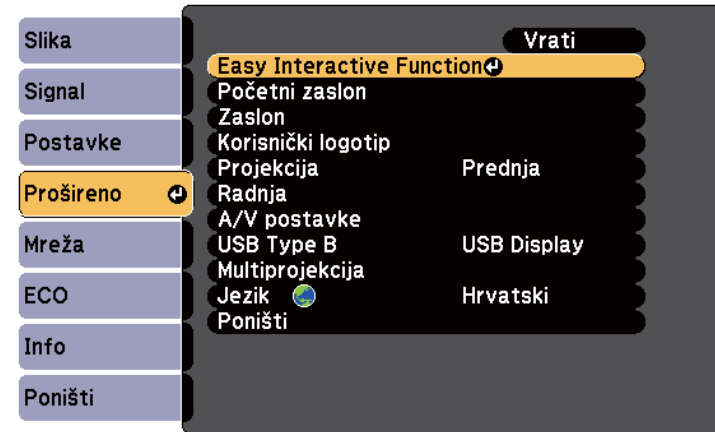 Slika
Signal
Postavke
Prošireno
Mreža
ECO
Info
Poništi
Vrati
Easy Interactive Function
Početni zaslon
Zaslon
Korisnički logotip
Projekcija Prednja
Radnja
A/V postavke
USB Type B USB Display
Multiprojekcija
Jezik Hrvatski
Poništi